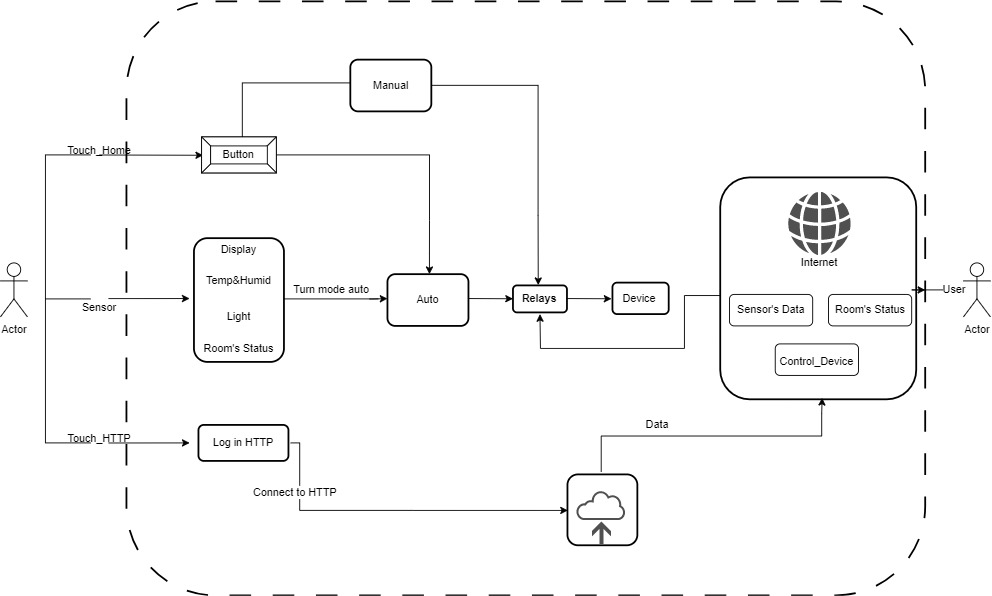 Manual
Touch_Home
Button
Display
Temp&Humid
Light
Room's Status
Turn mode auto
Auto
Relays
Device
Internet
Sensor's Data
Room's Status
Control_Device
User
Actor
Actor
Sensor
Touch_HTTP
Log in HTTP
Connect to HTTP
Data